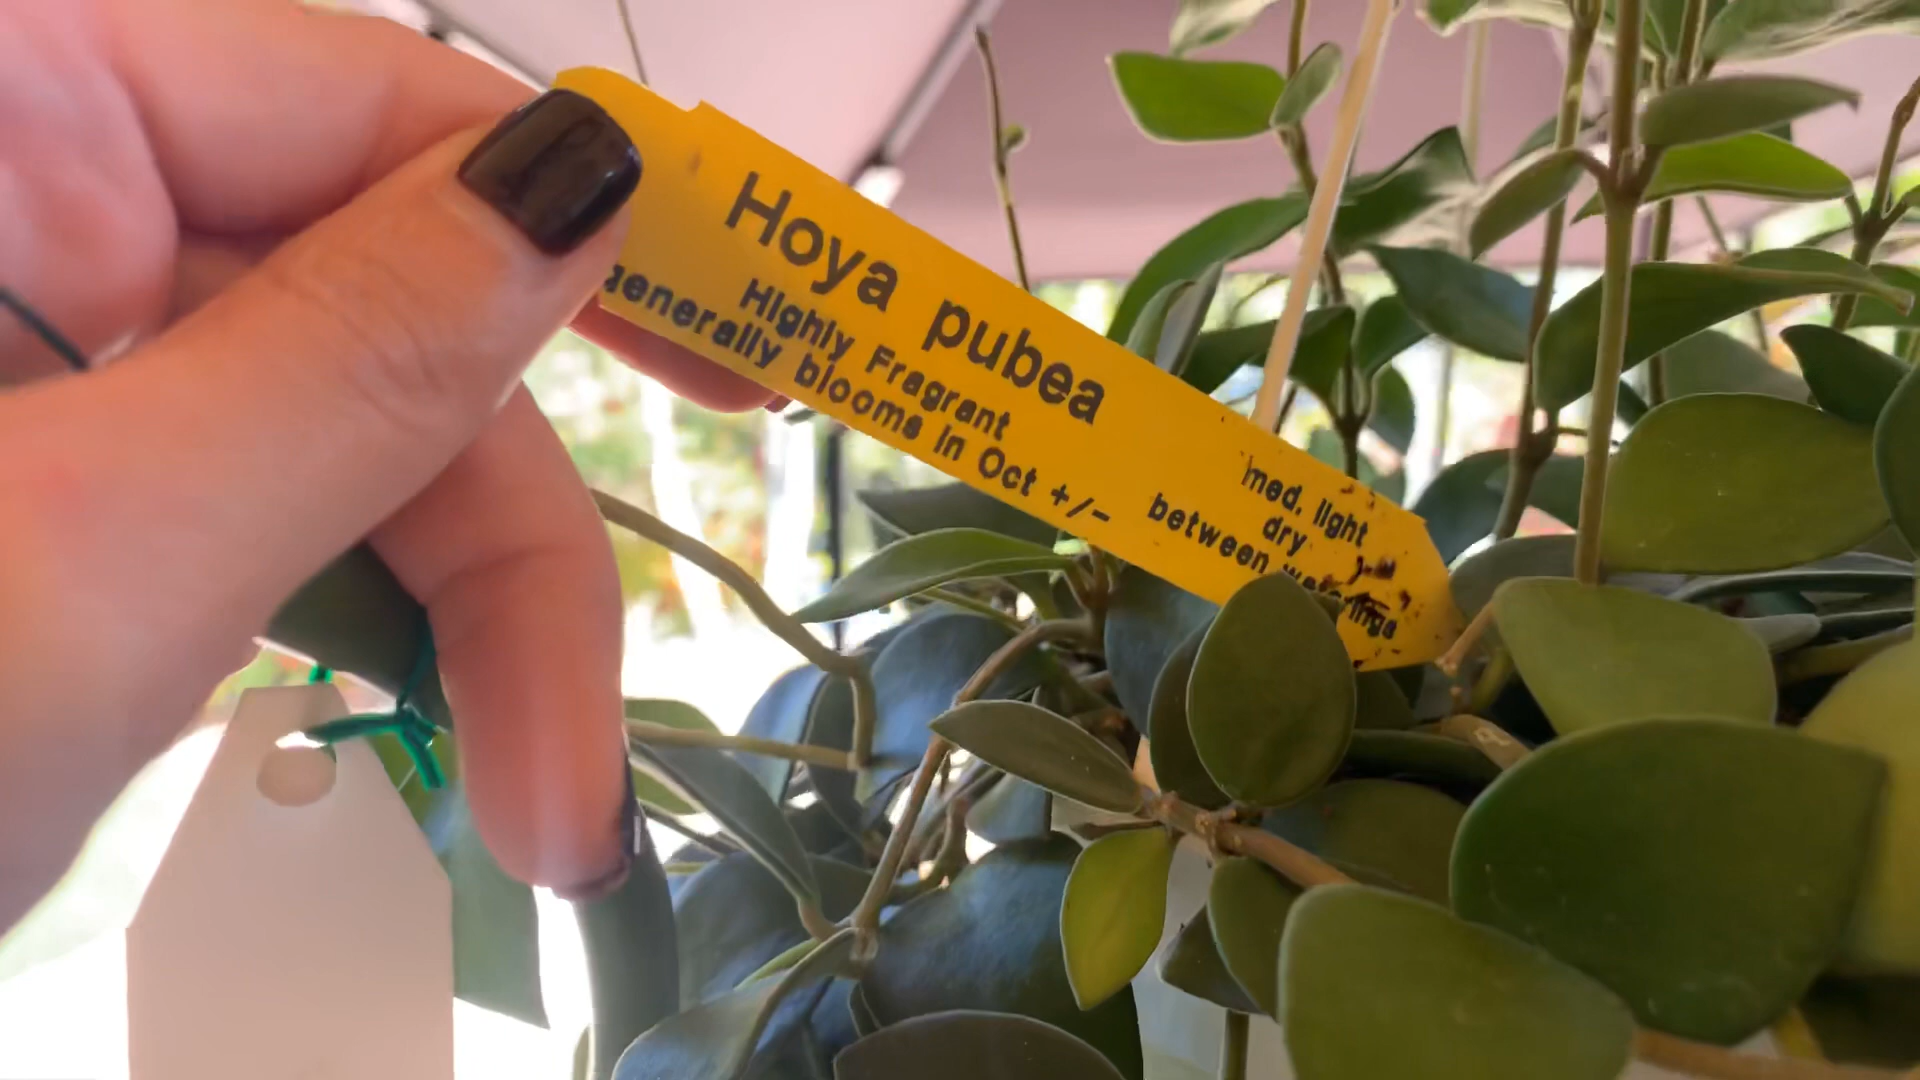 Hoya pubea
Highly Fragrant
generally blooms in Oct +/-
med. light
dry
between waterings